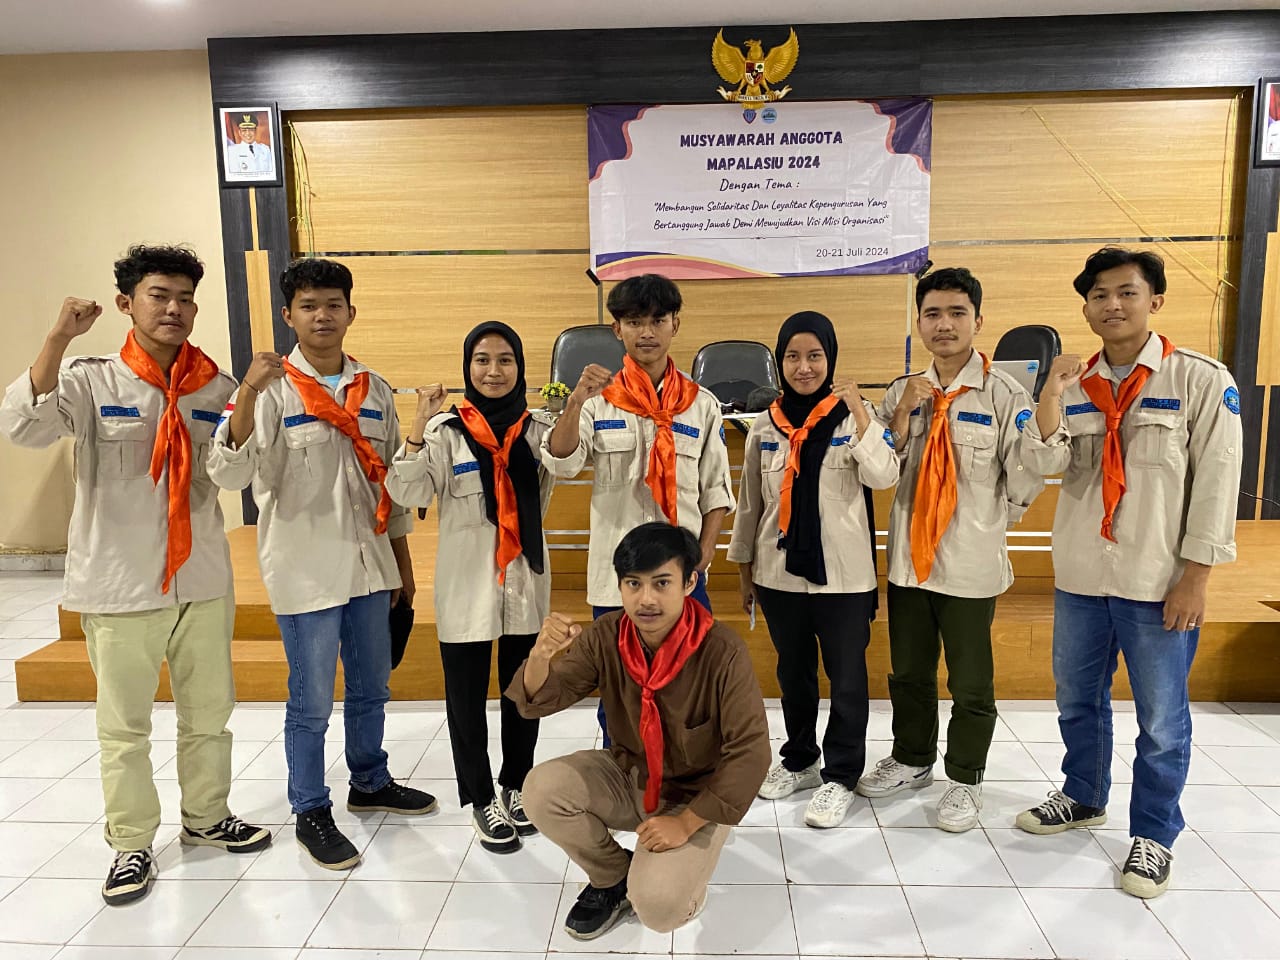 MUSYAWARAH ANGGOTA
MAPALASIU 2024
Dengan Tema :
"Membangun Solidaritas Dan Loyalitas Kepengurusan Yang
Bertanggung Jawab Demi Mewujudkan Visi Misi Organisasi"
20-21 Juli 2024